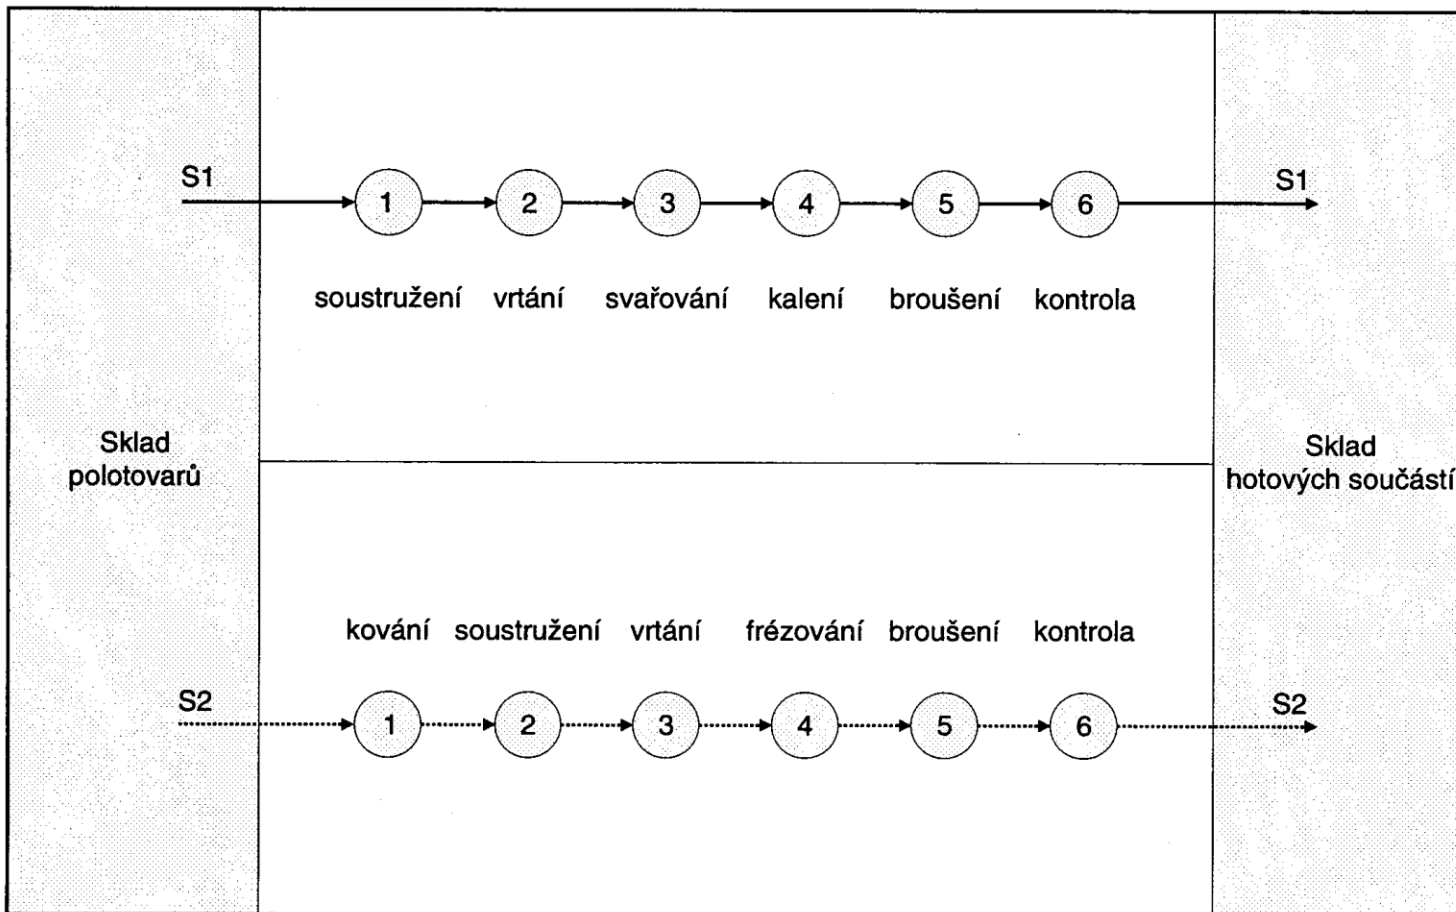 S1
1 2 3 4 5 6
S1
soustružení vrtání svařování kalení broušení kontrola
Sklad
polotovarů
Sklad
hotových součástí
kování soustružení vrtání frézování broušení kontrola
S2
1 2 3 4 5 6
S2